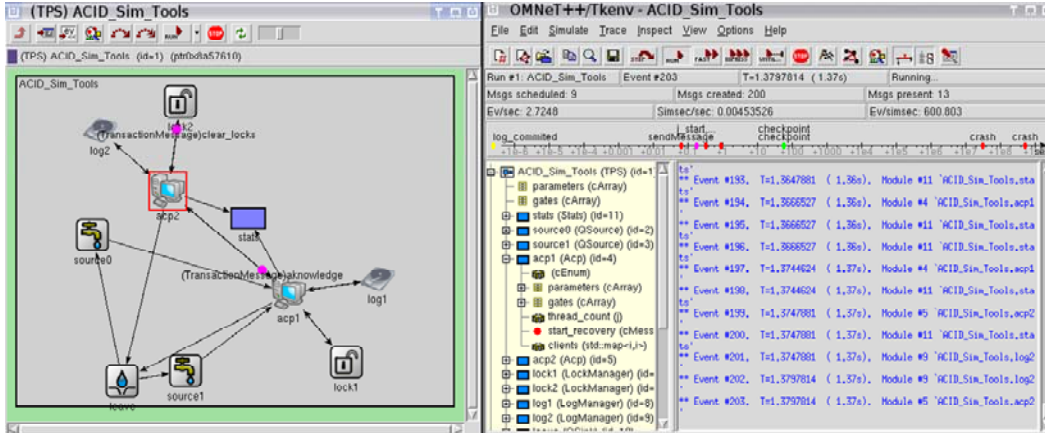 (TPS) ACID_Sim_Tools
(TPS) ACID_Sim_Tools (id=1) (ptr0x8a57610)
ACID_Sim_Tools
lock2
(TransactionMessage)clear_locks
log2
acp2
stats
source0
(TransactionMessage)aknowledge
log1
acp1
lock1
source1
leave
OMNeT++/Tkenv - ACID_Sim_Tools
File Edit Simulate Trace Inspect View Options Help
Run #1: ACID_Sim_Tools Event #203 T=1.3797814 ( 1.37s) Running...
Msgs scheduled: 9 Msgs created: 200 Msgs present: 13
Ev/sec: 2.7248 Simsec/sec: 0.00453526 Ev/simsec: 600.803
log_commited sendMessage i_start... checkpoint checkpoint crash crash
ACID_Sim_Tools (TPS) (id=1
parameters (cArray)
gates (cArray)
stats (Stats) (id=11)
source0 (QSource) (id=2)
source1 (QSource) (id=3)
acp1 (Acp) (id=4)
(cEnum)
parameters (cArray)
gates (cArray)
thread_count (j)
start_recovery (cMess
clients (std::map<i,i>)
acp2 (Acp) (id=5)
lock1 (LockManager) (id=
lock2 (LockManager) (id=
log1 (LogManager) (id=8)
log2 (LogManager) (id=9)
ts'
** Event #193. T=1.3647881 ( 1.36s). Module #11 `ACID_Sim_Tools.sta
ts'
** Event #194. T=1.3666527 ( 1.36s). Module #4 `ACID_Sim_Tools.acp1
'
** Event #195. T=1.3666527 ( 1.36s). Module #11 `ACID_Sim_Tools.sta
ts'
** Event #196. T=1.3666527 ( 1.36s). Module #11 `ACID_Sim_Tools.sta
ts'
** Event #197. T=1.3744624 ( 1.37s). Module #4 `ACID_Sim_Tools.acp1
'
** Event #198. T=1.3744624 ( 1.37s). Module #11 `ACID_Sim_Tools.sta
ts'
** Event #199. T=1.3747881 ( 1.37s). Module #5 `ACID_Sim_Tools.acp2
'
** Event #200. T=1.3747881 ( 1.37s). Module #11 `ACID_Sim_Tools.sta
ts'
** Event #201. T=1.3747881 ( 1.37s). Module #9 `ACID_Sim_Tools.log2
'
** Event #202. T=1.3797814 ( 1.37s). Module #9 `ACID_Sim_Tools.log2
'
** Event #203. T=1.3797814 ( 1.37s). Module #5 `ACID_Sim_Tools.acp2
'